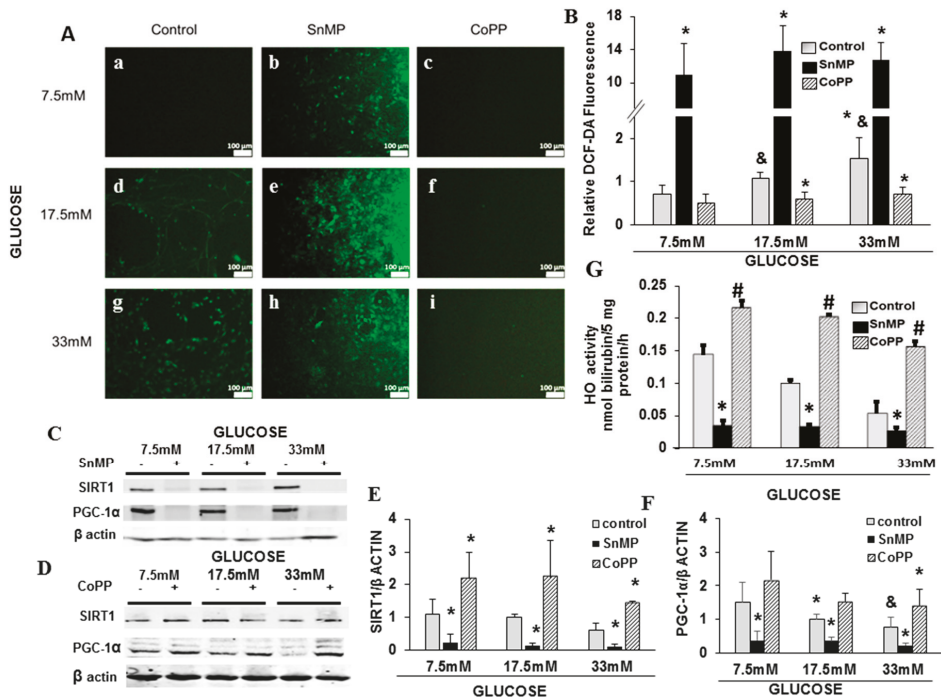 A
Control
SnMP
CoPP
a
b
c
7.5mM
100 µm
100 µm
100 µm
d
e
f
17.5mM
100 µm
100 µm
100 µm
g
h
i
33mM
100 µm
100 µm
100 µm
GLUCOSE
B
Relative DCF-DA Fluorescence
18
14
10
6
2
1
0
Control
SnMP
CoPP
*
*
*
&
*
* &
*
7.5mM
17.5mM
33mM
GLUCOSE
G
HO activity
nmol bilirubin/5 mg
protein/h
0.25
0.2
0.15
0.1
0.05
0
Control
SnMP
CoPP
#
#
#
*
*
*
7.5mM
17.5mM
33mM
GLUCOSE
C
GLUCOSE
7.5mM
17.5mM
33mM
SnMP
-
+
-
+
-
+
SIRT1
PGC-1α
β actin
D
GLUCOSE
7.5mM
17.5mM
33mM
CoPP
-
+
-
+
-
+
SIRT1
PGC-1α
β actin
E
SIRT1/β ACTIN
4
2
0
control
SnMP
CoPP
*
*
*
*
*
*
7.5mM
17.5mM
33mM
GLUCOSE
F
PGC-1α/β ACTIN
4
2
0
control
SnMP
CoPP
*
*
*
&
*
*
7.5mM
17.5mM
33mM
GLUCOSE